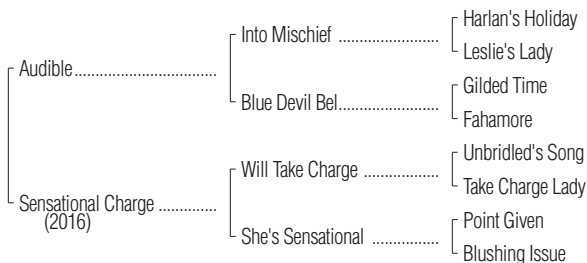 Harlan's Holiday
Into Mischief ........................
Leslie's Lady
Audible.................................
Gilded Time
Blue Devil Bel.......................
Fahamore
Unbridled's Song
Will Take Charge ..................
Take Charge Lady
Sensational Charge .............
(2016)
Point Given
She's Sensational ................
Blushing Issue